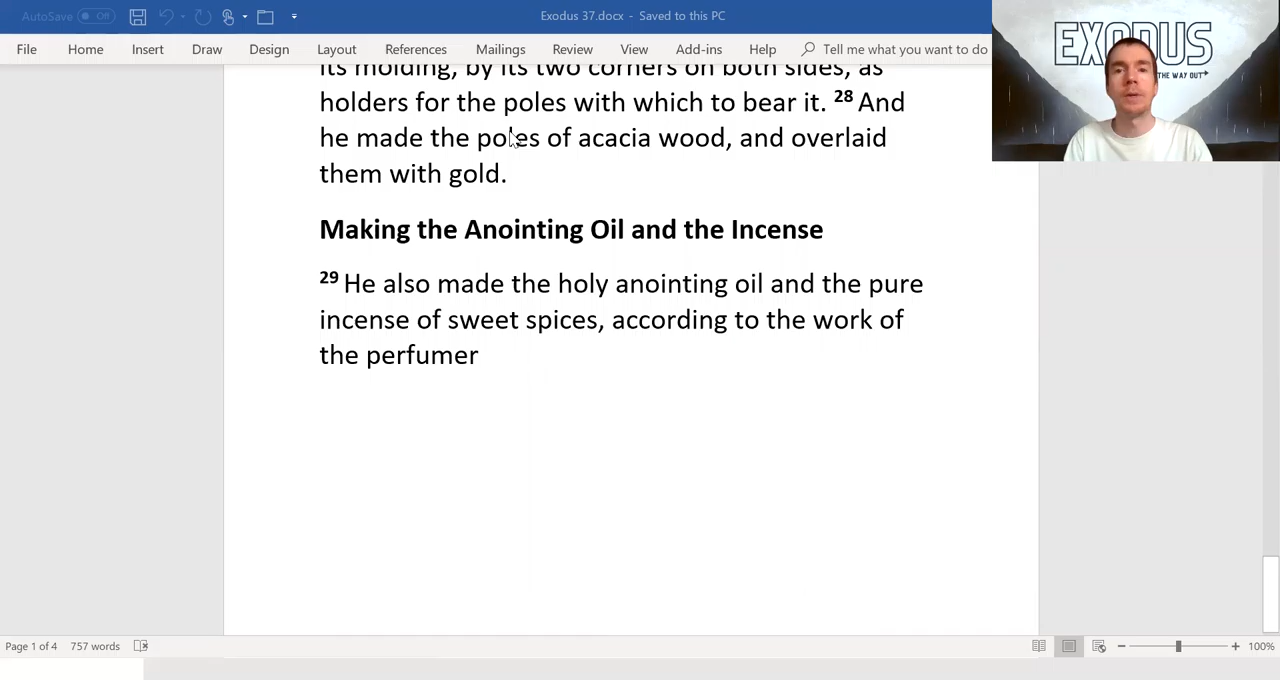 AutoSave Off
Exodus 37.docx - Saved to this PC
File Home Insert Draw Design Layout References Mailings Review View Add-ins Help Tell me what you want to do
EXODUS
THE WAY OUT
its molding, by its two corners on both sides, as
holders for the poles with which to bear it. 28 And
he made the poles of acacia wood, and overlaid
them with gold.
Making the Anointing Oil and the Incense
29 He also made the holy anointing oil and the pure
incense of sweet spices, according to the work of
the perfumer
Page 1 of 4 757 words
100%